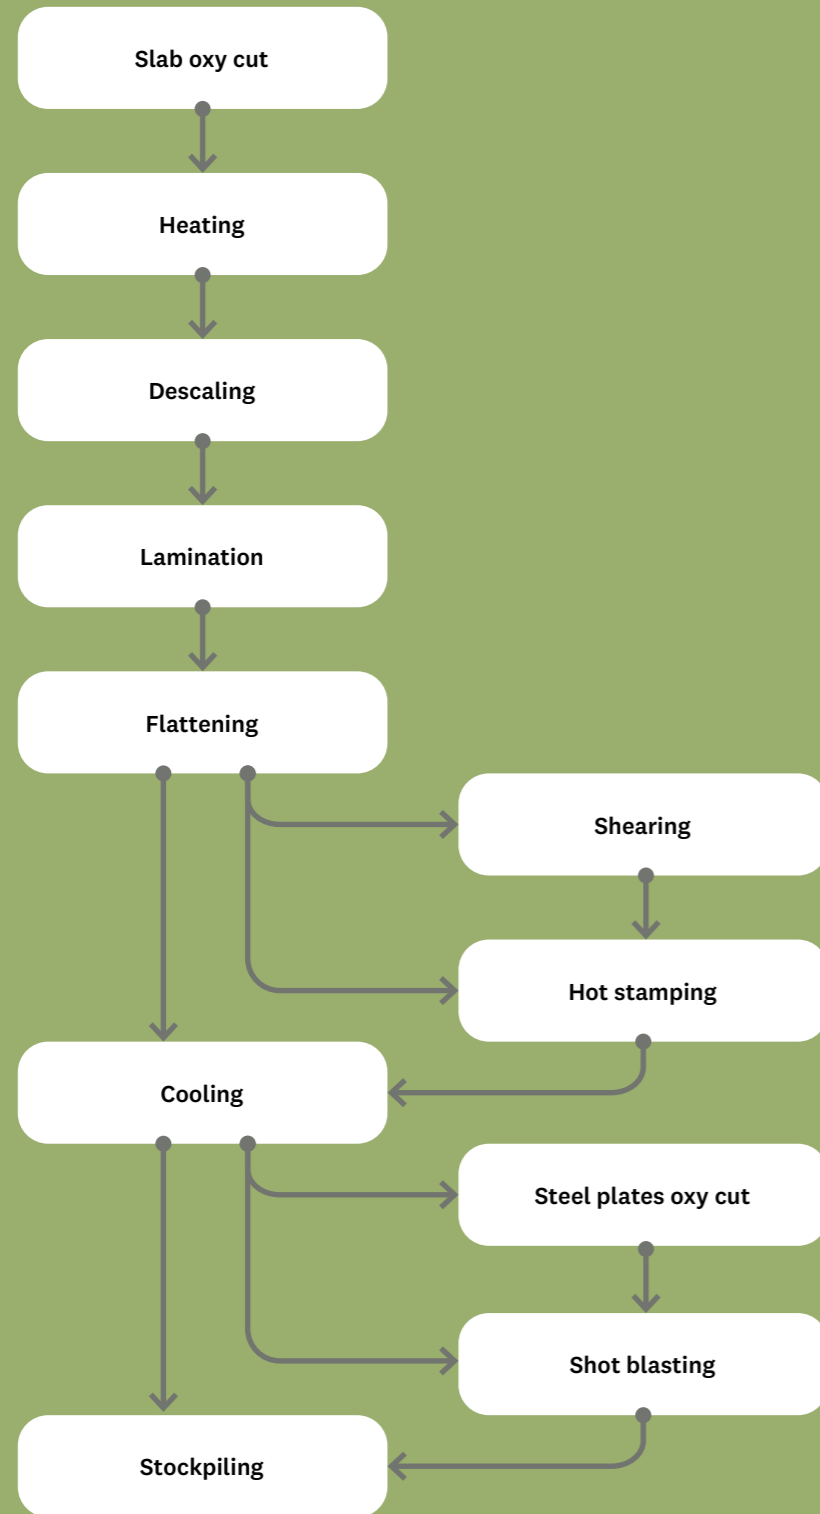 Slab oxy cut
Heating
Descaling
Lamination
Flattening
Shearing
Hot stamping
Cooling
Steel plates oxy cut
Shot blasting
Stockpiling